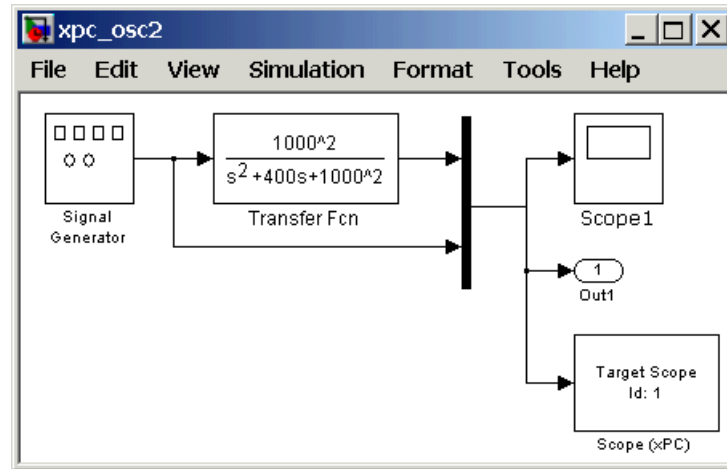 xpc_osc2
File Edit View Simulation Format Tools Help
1000^2
s^2+400s+1000^2
Signal
Generator
Transfer Fcn
Scope1
1
Out1
Target Scope
Id: 1
Scope (xPC)